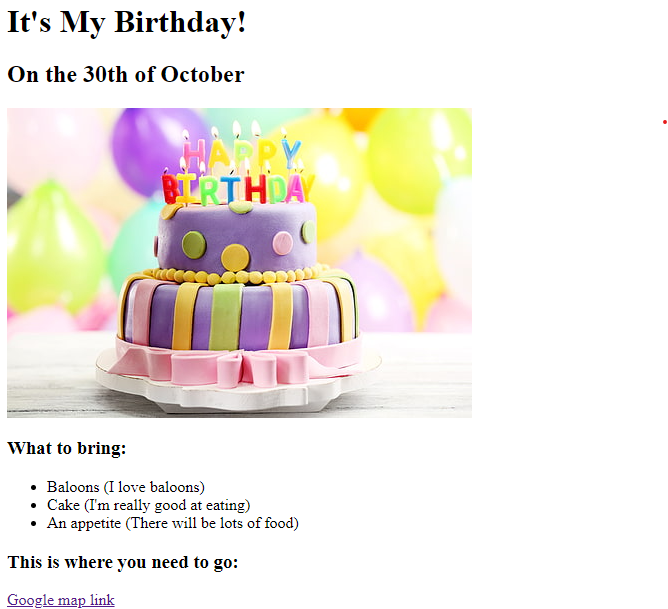 It's My Birthday!
On the 30th of October
HAPPY
BIRTHDAY
What to bring:
Baloons (I love baloons)
Cake (I'm really good at eating)
An appetite (There will be lots of food)
This is where you need to go:
Google map link